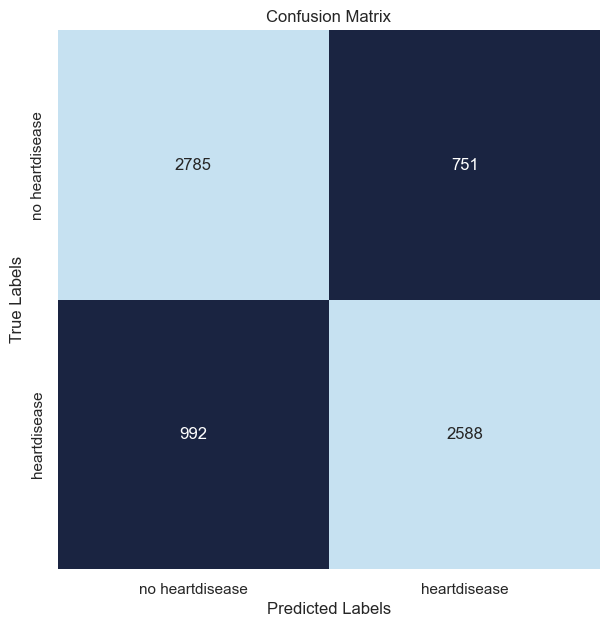 Confusion Matrix
True Labels
no heartdisease
2785 751
heartdisease
992 2588
no heartdisease heartdisease
Predicted Labels